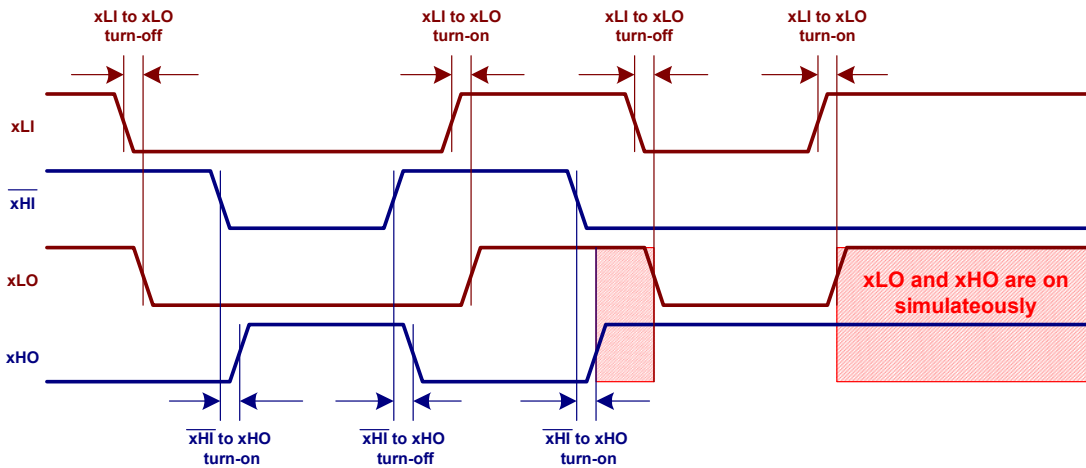 xLI to xLO
turn-off
xLI to xLO
turn-on
xLI to xLO
turn-off
xLI to xLO
turn-on
xLI
xHI
xLO
xLO and xHO are on
simulateously
xHO
xHI to xHO
turn-on
xHI to xHO
turn-off
xHI to xHO
turn-on